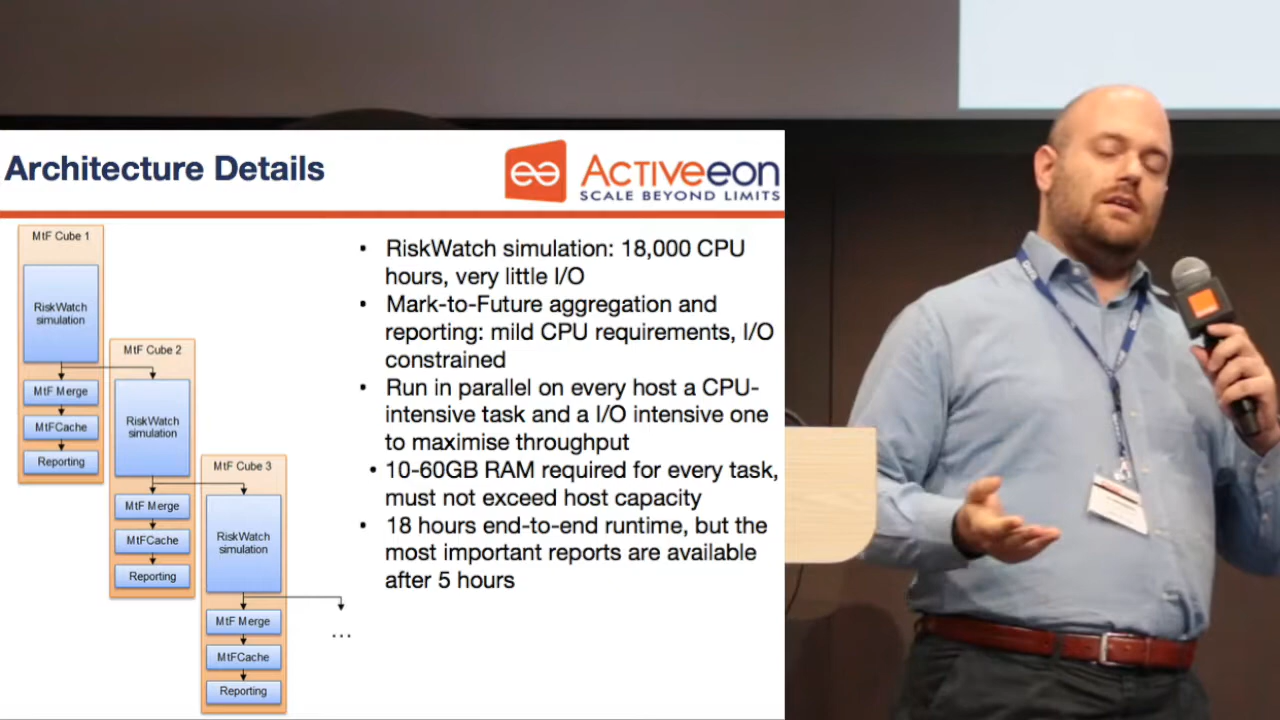 Architecture Details
Activeeon
SCALE BEYOND LIMITS
MtF Cube 1
RiskWatch
simulation
MtF Merge
MtFCache
Reporting
MtF Cube 2
RiskWatch
simulation
MtF Merge
MtFCache
Reporting
MtF Cube 3
RiskWatch
simulation
MtF Merge
MtFCache
Reporting
...
• RiskWatch simulation: 18,000 CPU
hours, very little I/O
• Mark-to-Future aggregation and
reporting: mild CPU requirements, I/O
constrained
• Run in parallel on every host a CPU-
intensive task and a I/O intensive one
to maximise throughput
• 10-60GB RAM required for every task,
must not exceed host capacity
• 18 hours end-to-end runtime, but the
most important reports are available
after 5 hours